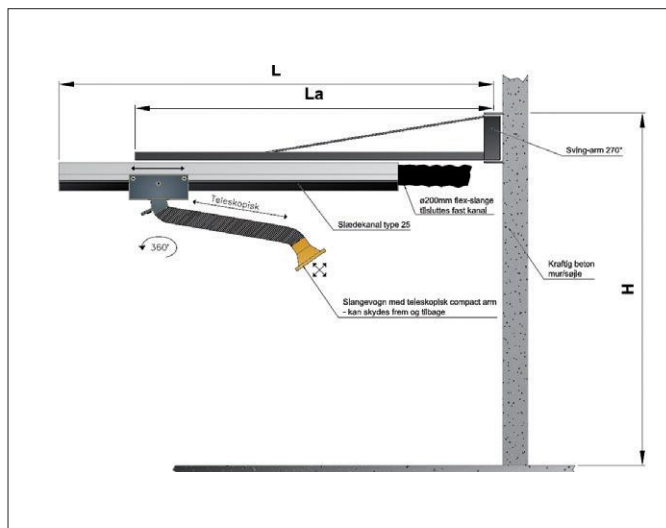 L
La
Sving-arm 270°
Teleskopisk
ø200mm flex-slange
tilsluttes fast kanal
Slædekanal type 25
360°
Kraftig beton
mur/søjle
H
Slangevogn med teleskopisk compact arm
- kan skydes frem og tilbage